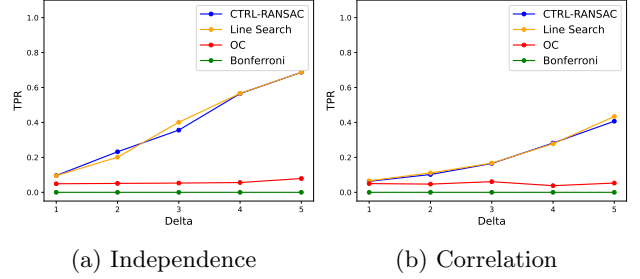 1.0
0.8
0.6
0.4
0.2
0.0
TPR
CTRL-RANSAC
Line Search
OC
Bonferroni
1 2 3 4 5
Delta
(a) Independence
1.0
0.8
0.6
0.4
0.2
0.0
TPR
CTRL-RANSAC
Line Search
OC
Bonferroni
1 2 3 4 5
Delta
(b) Correlation